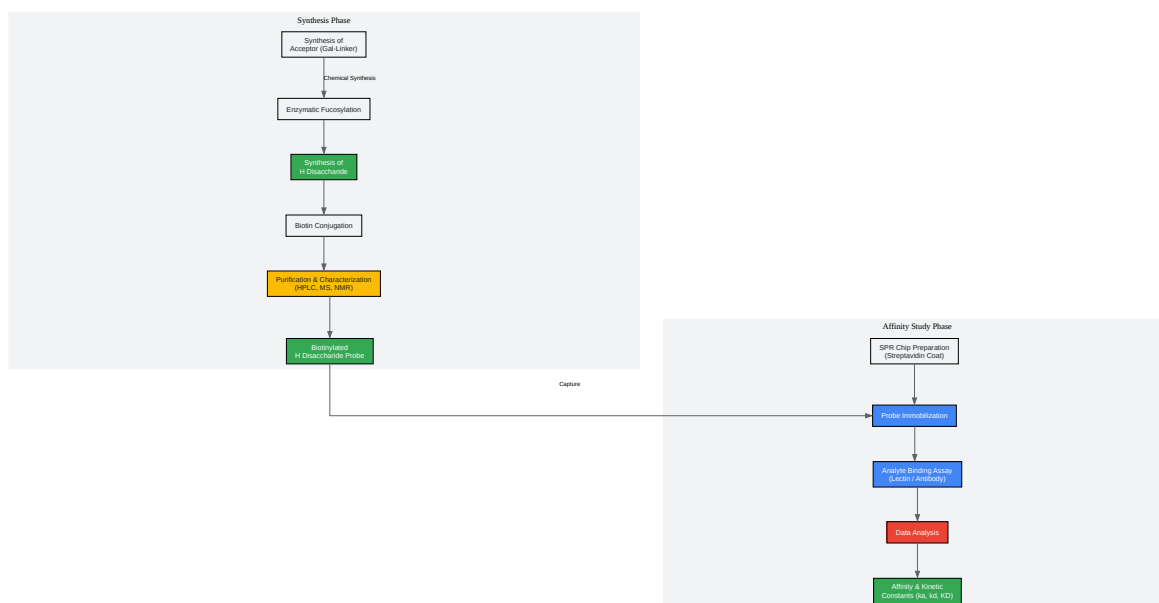 Synthesis Phase
Synthesis of
Acceptor (Gal-Linker)
Chemical Synthesis
Enzymatic Fucosylation
Synthesis of
H Disaccharide
Biotin Conjugation
Purification & Characterization
(HPLC, MS, NMR)
Biotinylated
H Disaccharide Probe
Capture
Affinity Study Phase
SPR Chip Preparation
(Streptavidin Coat)
Probe Immobilization
Analyte Binding Assay
(Lectin / Antibody)
Data Analysis
Affinity & Kinetic
Constants (ka, kd, KD)